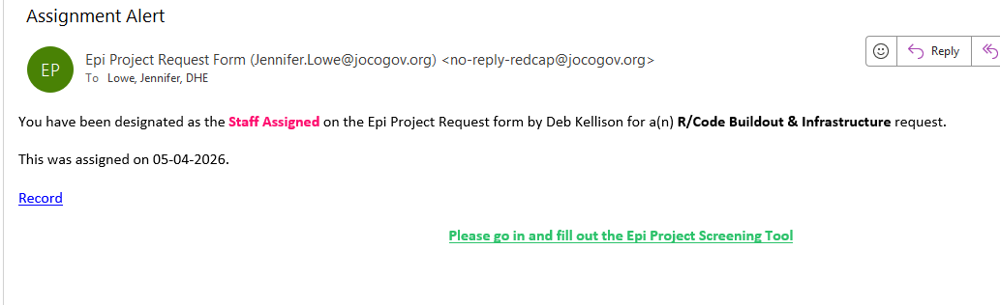 Assignment Alert
EP
Epi Project Request Form (Jennifer.Lowe@jocogov.org) <no-reply-redcap@jocogov.org>
To Lowe, Jennifer, DHE
Reply
You have been designated as the Staff Assigned on the Epi Project Request form by Deb Kellison for a(n) R/Code Buildout & Infrastructure request.
This was assigned on 05-04-2026.
Record
Please go in and fill out the Epi Project Screening Tool